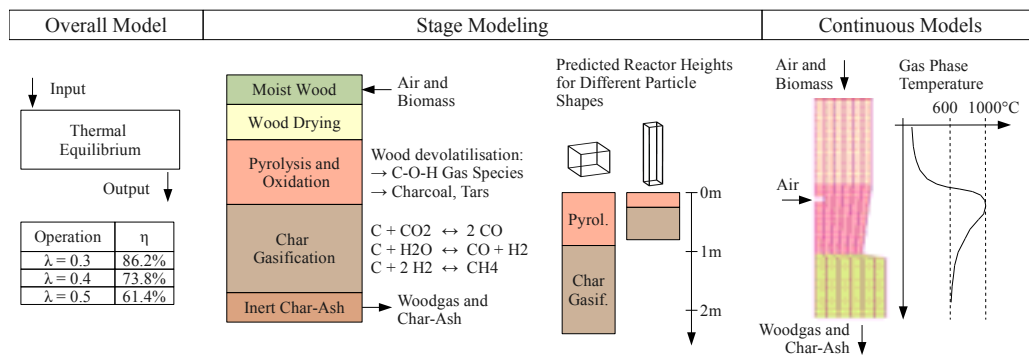 Overall Model
Stage Modeling
Continuous Models
Input
Thermal
Equilibrium
Output
Operation η
λ = 0.3 86.2%
λ = 0.4 73.8%
λ = 0.5 61.4%
Moist Wood
Wood Drying
Pyrolysis and
Oxidation
Char
Gasification
Inert Char-Ash
Air and
Biomass
Wood devolatilisation:
→ C-O-H Gas Species
→ Charcoal, Tars
C + CO2 ↔ 2 CO
C + H2O ↔ CO + H2
C + 2 H2 ↔ CH4
Woodgas and
Char-Ash
Predicted Reactor Heights
for Different Particle
Shapes
Pyrol.
Char
Gasif.
0m
1m
2m
Air and
Biomass
Air
Woodgas and
Char-Ash
Gas Phase
Temperature
600 1000°C